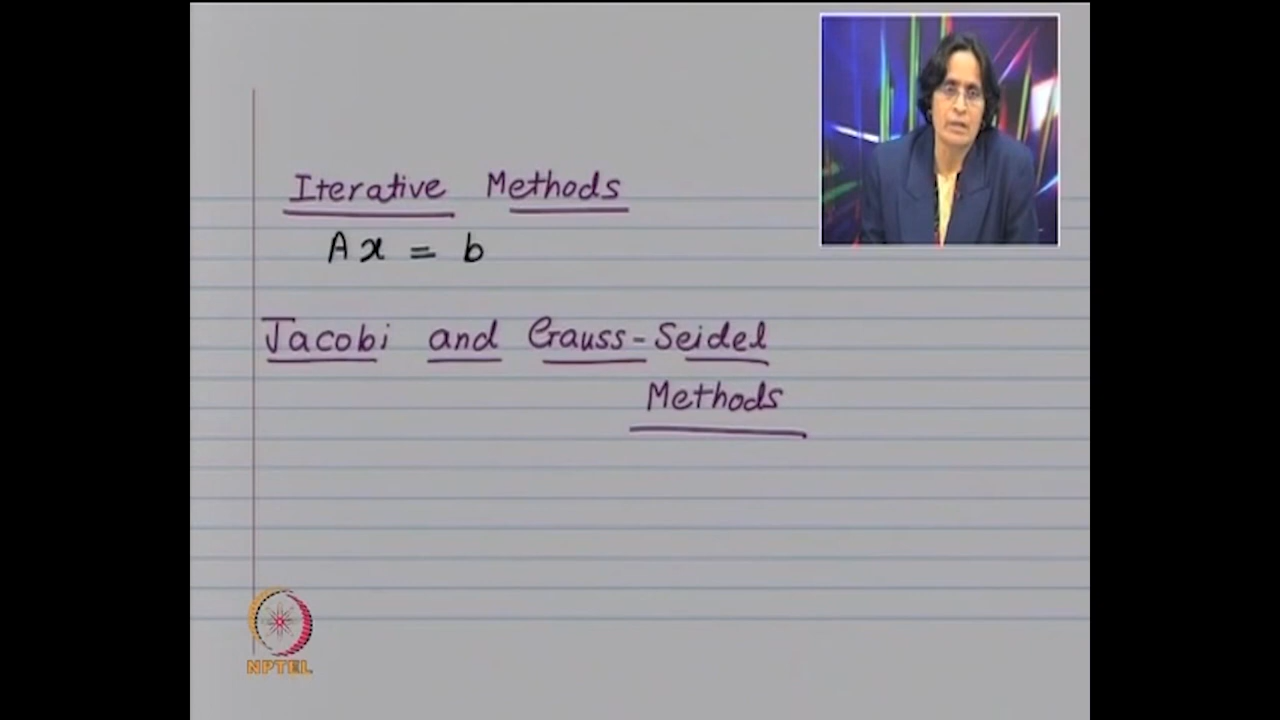 Iterative Methods
Ax = b
Jacobi and Gauss-Seidel
Methods
NPTEL